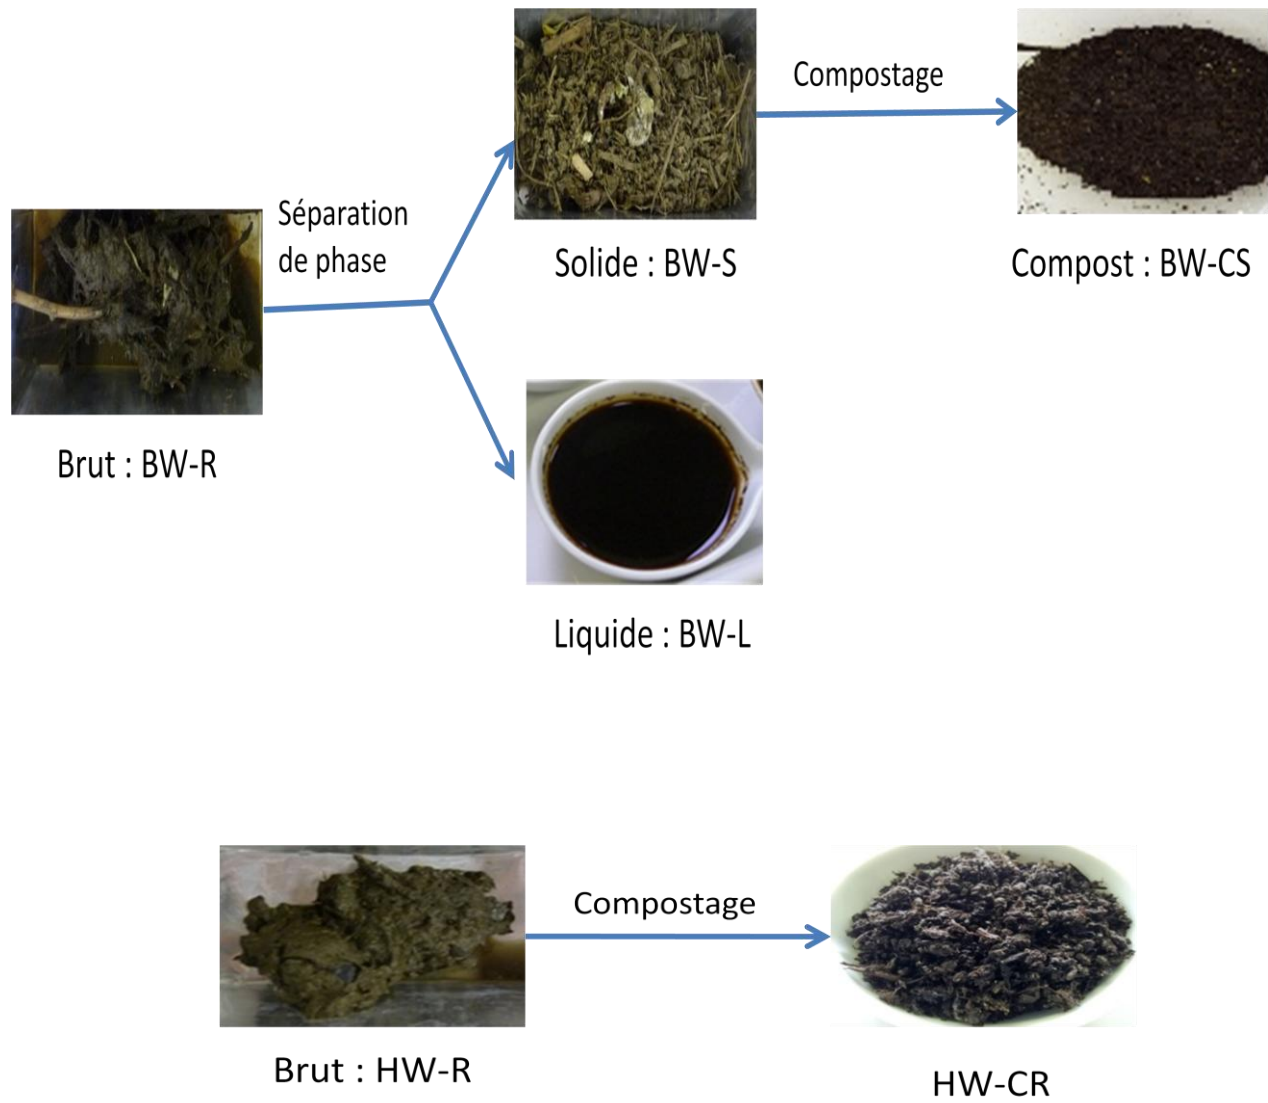 Compostage
Séparation
de phase
Solide : BW-S
Compost : BW-CS
Brut : BW-R
Liquide : BW-L
Compostage
Brut : HW-R
HW-CR